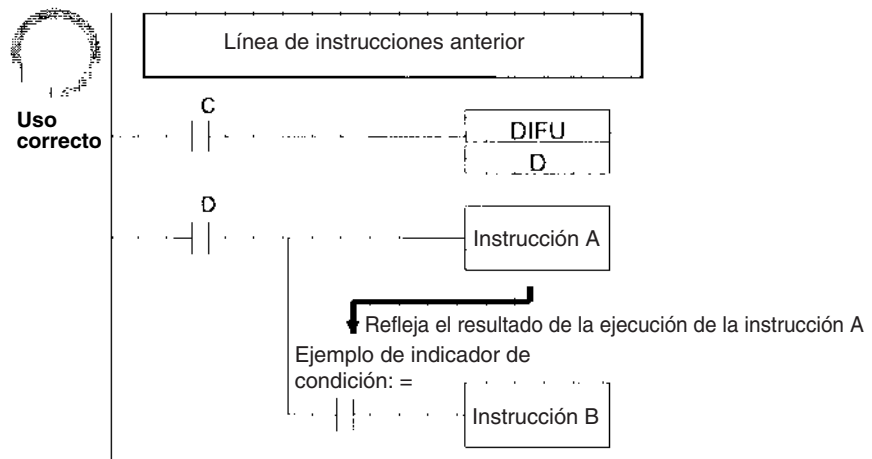 Línea de instrucciones anterior
Uso
correcto
C
DIFU
D
D
Instrucción A
Refleja el resultado de la ejecución de la instrucción A
Ejemplo de indicador de
condición: =
Instrucción B